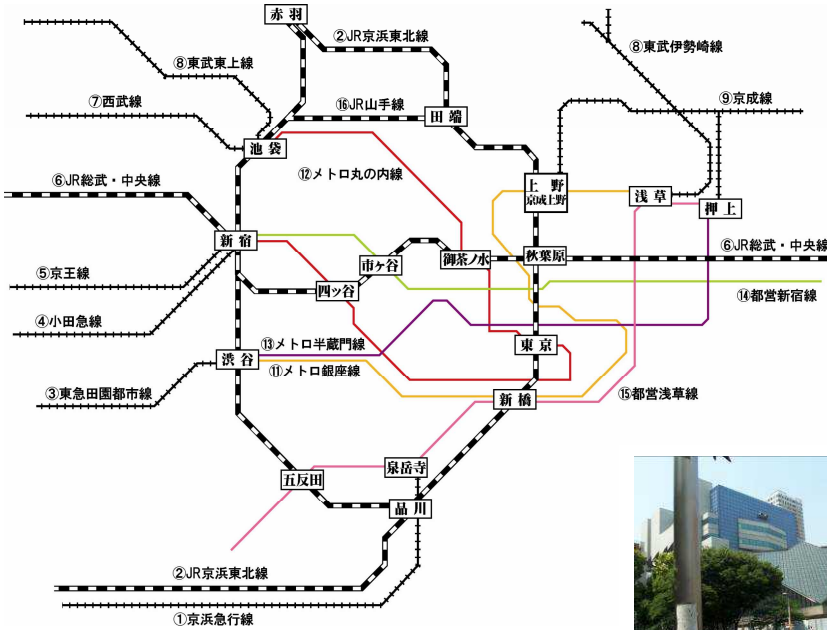 赤羽
②JR京浜東北線
⑧東武伊勢崎線
⑧東武東上線
⑦西武線
⑯JR山手線
田端
⑨京成線
池袋
⑫メトロ丸の内線
⑥JR総武・中央線
上野
京成上野
浅草
押上
新宿
市ヶ谷
御茶ノ水
秋葉原
⑥JR総武・中央線
⑤京王線
四ッ谷
⑭都営新宿線
④小田急線
⑬メトロ半蔵門線
東京
渋谷
⑪メトロ銀座線
③東急田園都市線
⑮都営浅草線
新橋
泉岳寺
五反田
品川
②JR京浜東北線
①京浜急行線